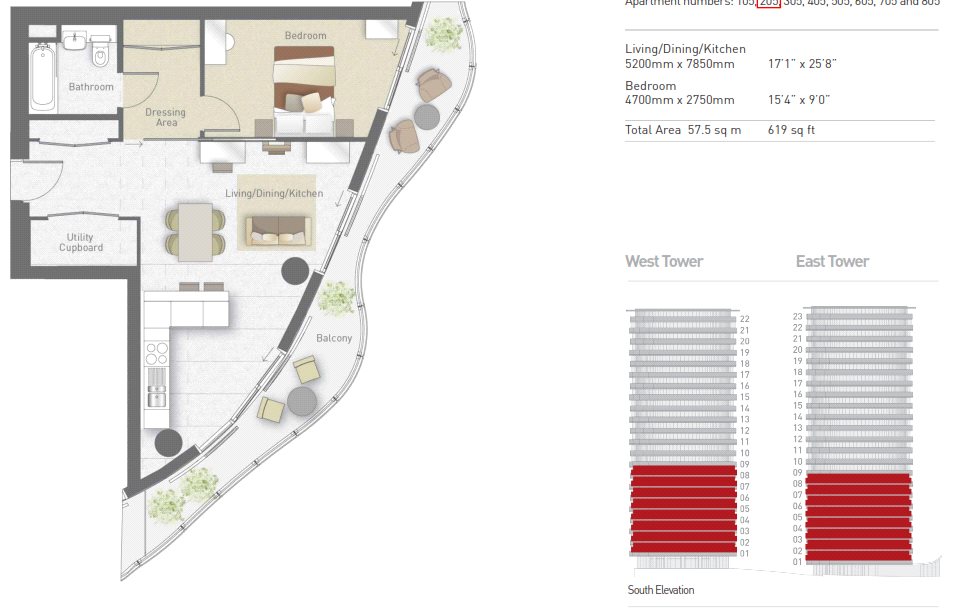 Apartment numbers: 105, 205, 305, 405, 505, 605, 705 and 805
Living/Dining/Kitchen
5200mm x 7850mm 17'1" x 25'8"
Bedroom
4700mm x 2750mm 15'4" x 9'0"
Total Area 57.5 sq m 619 sq ft
Bedroom
Bathroom
Dressing
Area
Living/Dining/Kitchen
Utility
Cupboard
Balcony
West Tower East Tower
22
21
20
19
18
17
16
15
14
13
12
11
10
09
08
07
06
05
04
03
02
01
23
22
21
20
19
18
17
16
15
14
13
12
11
10
09
08
07
06
05
04
03
02
01
South Elevation